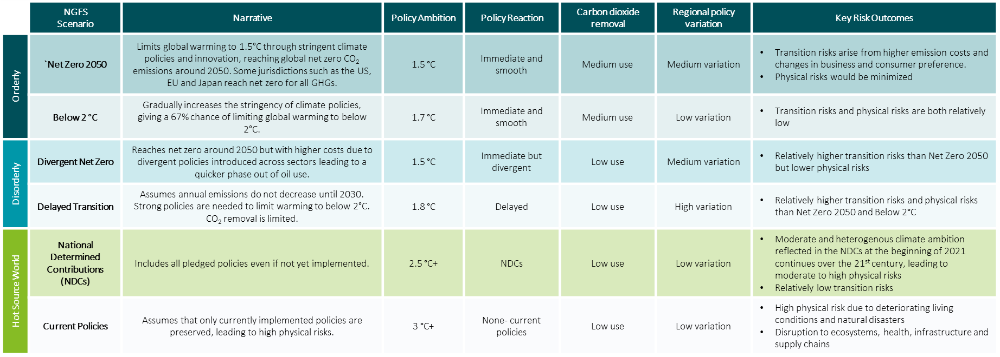 NGFS
Scenario
Narrative
Policy Ambition
Policy Reaction
Carbon dioxide
removal
Regional policy
variation
Key Risk Outcomes
Orderly
`Net Zero 2050
Limits global warming to 1.5°C through stringent climate
policies and innovation, reaching global net zero CO₂
emissions around 2050. Some jurisdictions such as the US,
EU and Japan reach net zero for all GHGs.
1.5 °C
Immediate and
smooth
Medium use
Medium variation
• Transition risks arise from higher emission costs and
changes in business and consumer preference.
• Physical risks would be minimized
Below 2 °C
Gradually increases the stringency of climate policies,
giving a 67% chance of limiting global warming to below
2°C.
1.7 °C
Immediate and
smooth
Medium use
Low variation
• Transition risks and physical risks are both relatively
low
Disorderly
Divergent Net Zero
Reaches net zero around 2050 but with higher costs due to
divergent policies introduced across sectors leading to a
quicker phase out of oil use.
1.5 °C
Immediate but
divergent
Low use
Medium variation
• Relatively higher transition risks than Net Zero 2050
but lower physical risks
Delayed Transition
Assumes annual emissions do not decrease until 2030.
Strong policies are needed to limit warming to below 2°C.
CO₂ removal is limited.
1.8 °C
Delayed
Low use
High variation
• Relatively higher transition risks and physical risks
than Net Zero 2050 and Below 2°C
Hot Source World
National
Determined
Contributions
(NDCs)
Includes all pledged policies even if not yet implemented.
2.5 °C+
NDCs
Low use
Low variation
• Moderate and heterogenous climate ambition
reflected in the NDCs at the beginning of 2021
continues over the 21st century, leading to
moderate to high physical risks
• Relatively low transition risks
Current Policies
Assumes that only currently implemented policies are
preserved, leading to high physical risks.
3 °C+
None- current
policies
Low use
Low variation
• High physical risk due to deteriorating living
conditions and natural disasters
• Disruption to ecosystems, health, infrastructure and
supply chains